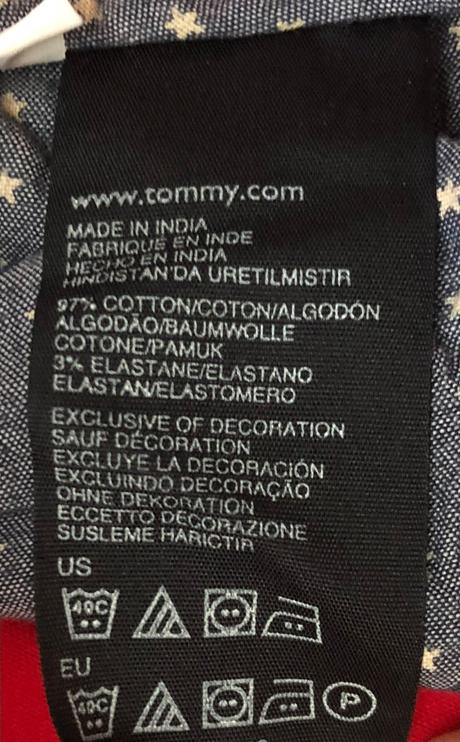 www.tommy.com
MADE IN INDIA
FABRIQUE EN INDE
HECHO EN INDIA
HINDISTAN'DA URETILMISTIR
97% COTTON/COTON/ALGODÓN
ALGODÃO/BAUMWOLLE
COTONE/PAMUK
3% ELASTANE/ELASTANO
ELASTAN/ELASTOMERO
EXCLUSIVE OF DECORATION
SAUF DÉCORATION
EXCLUYE LA DECORACIÓN
EXCLUINDO DECORAÇÃO
OHNE DEKORATION
ECCETTO DECORAZIONE
SUSLEME HARICTIR
US
40C
EU
40C P